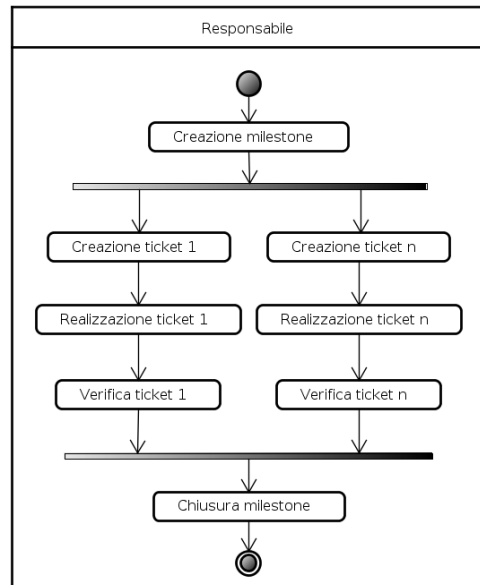 Responsabile
Creazione milestone
Creazione ticket 1
Creazione ticket n
Realizzazione ticket 1
Realizzazione ticket n
Verifica ticket 1
Verifica ticket n
Chiusura milestone